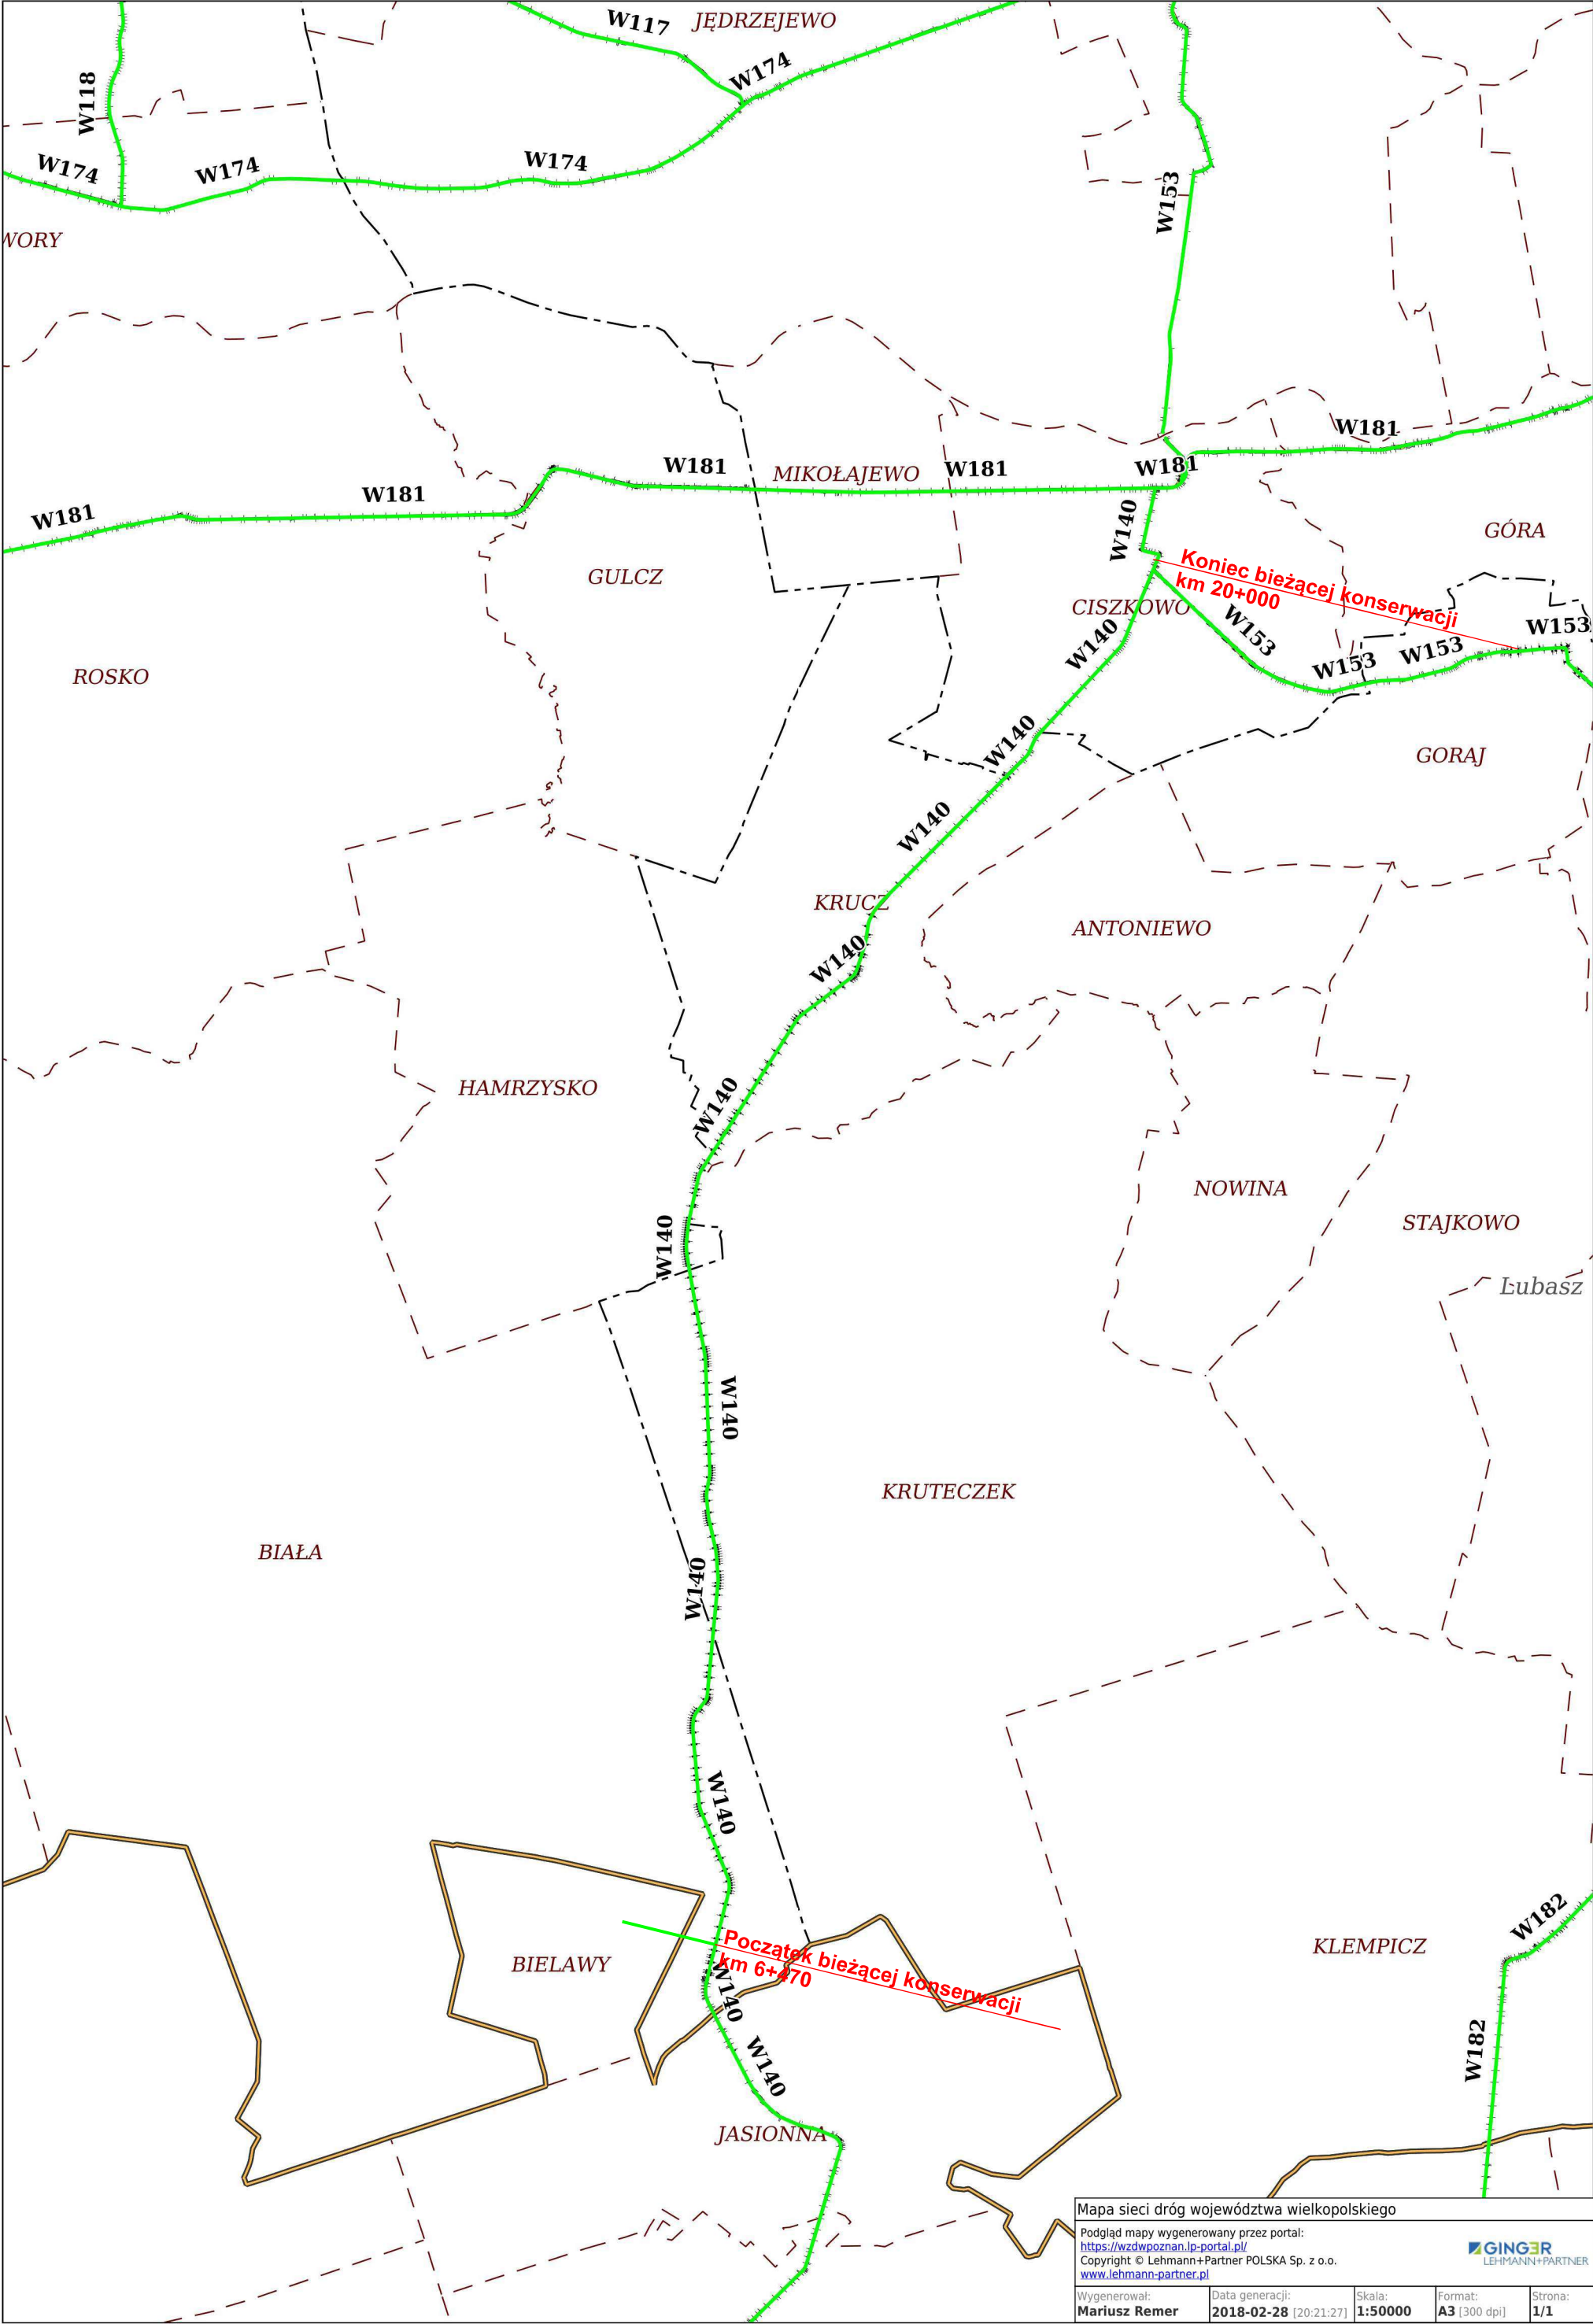 W117
JĘDRZEJEWO
W174
W118
W174
W174
W174
W153
WORY
W181
W181
MIKOŁAJEWO
W181
W181
W181
W181
W181
W140
GÓRA
GULCZ
Koniec bieżącej konserwacji
km 20+000
CISZKOWO
W153
W153
W153
W153
W140
ROSKO
W140
GORAJ
W140
KRUCZ
ANTONIEWO
W140
HAMRZYSKO
W140
NOWINA
STAJKOWO
W140
Lubasz
W140
KRUTECZEK
BIAŁA
W140
W140
W182
Początek bieżącej konserwacji
km 6+470
KLEMPICZ
BIELAWY
W140
W140
W182
JASIONNA
Mapa sieci dróg województwa wielkopolskiego
Podgląd mapy wygenerowany przez portal:
https://wzdwpoznan.lp-portal.pl/
Copyright © Lehmann+Partner POLSKA Sp. z o.o.
www.lehmann-partner.pl
GINGER
LEHMANN+PARTNER
Wygenerował:
Mariusz Remer
Data generacji:
2018-02-28 [20:21:27]
Skala:
1:50000
Format:
A3 [300 dpi]
Strona:
1/1